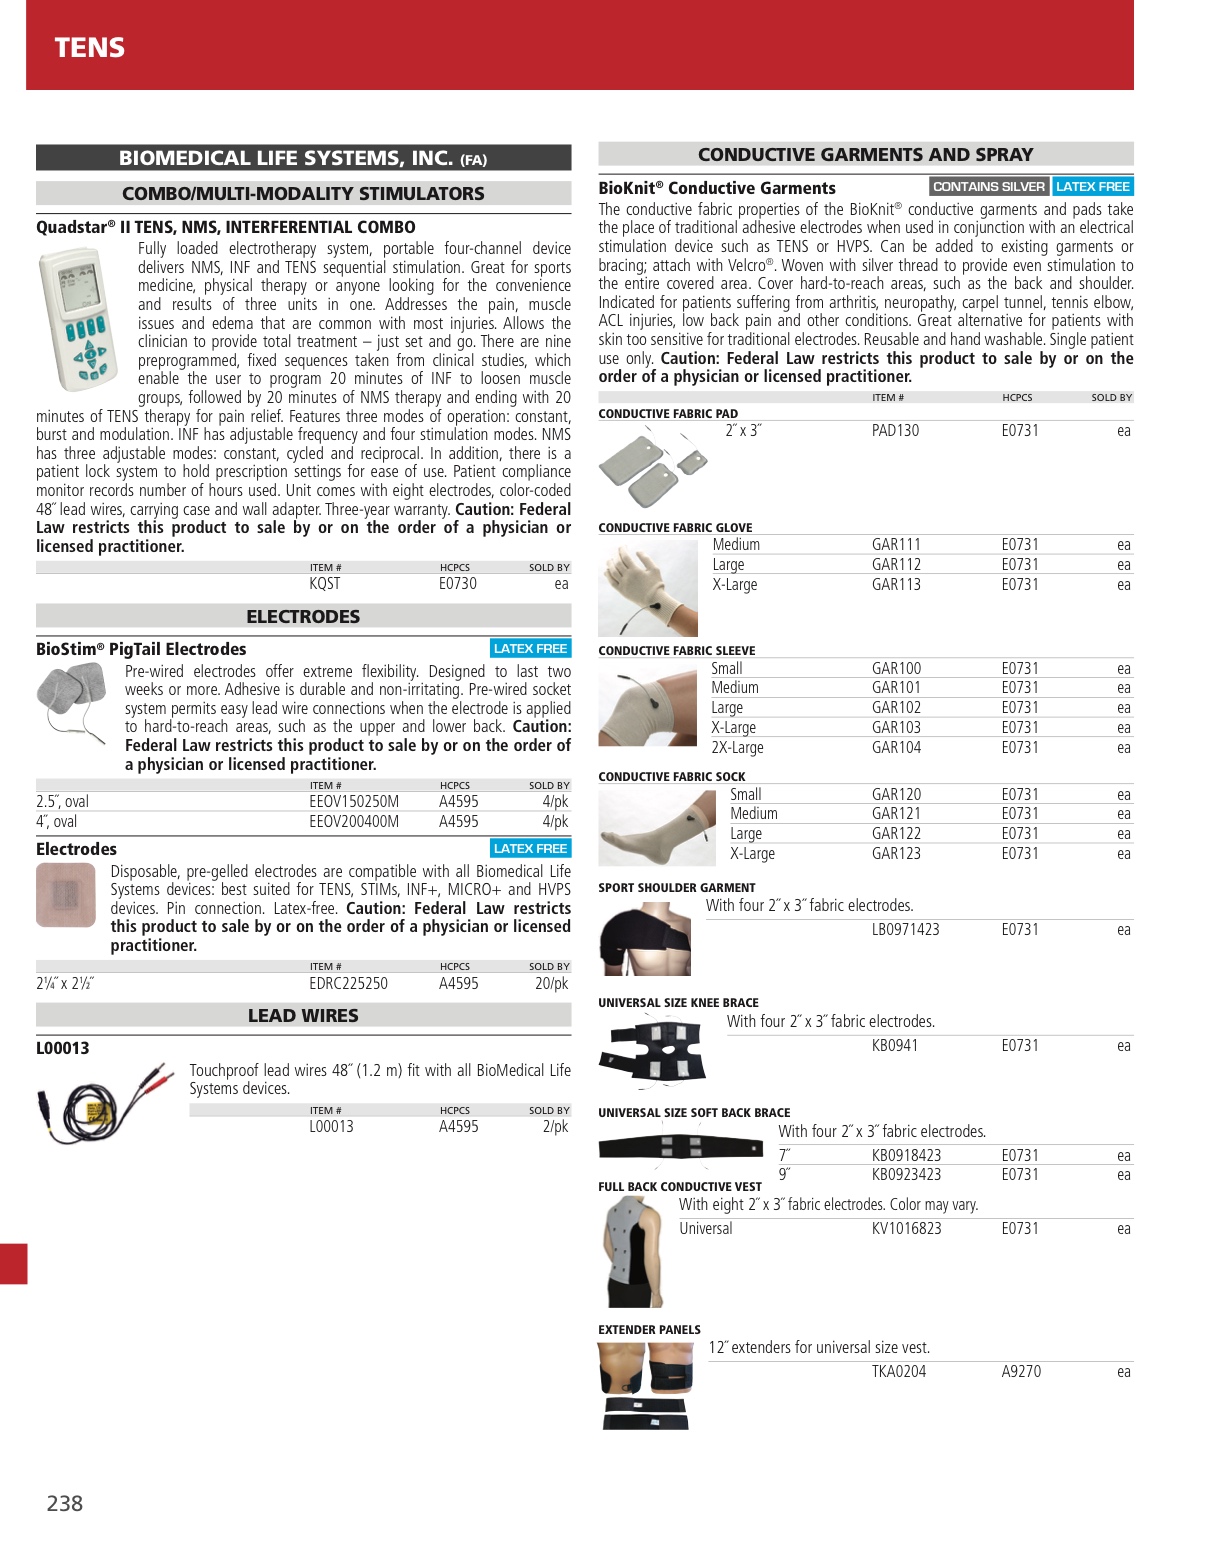 TENS
BIOMEDICAL LIFE SYSTEMS, INC. (FA)
COMBO/MULTI-MODALITY STIMULATORS
Quadstar® II TENS, NMS, INTERFERENTIAL COMBO
Fully loaded electrotherapy system, portable four-channel device
delivers NMS, INF and TENS sequential stimulation. Great for sports
medicine, physical therapy or anyone looking for the convenience
and results of three units in one. Addresses the pain, muscle
issues and edema that are common with most injuries. Allows the
clinician to provide total treatment – just set and go. There are nine
preprogrammed, fixed sequences taken from clinical studies, which
enable the user to program 20 minutes of INF to loosen muscle
groups, followed by 20 minutes of NMS therapy and ending with 20
minutes of TENS therapy for pain relief. Features three modes of operation: constant,
burst and modulation. INF has adjustable frequency and four stimulation modes. NMS
has three adjustable modes: constant, cycled and reciprocal. In addition, there is a
patient lock system to hold prescription settings for ease of use. Patient compliance
monitor records number of hours used. Unit comes with eight electrodes, color-coded
48˝ lead wires, carrying case and wall adapter. Three-year warranty. Caution: Federal
Law restricts this product to sale by or on the order of a physician or
licensed practitioner.
ITEM # HCPCS SOLD BY
KQST E0730 ea
ELECTRODES
BioStim® PigTail Electrodes LATEX FREE
Pre-wired electrodes offer extreme flexibility. Designed to last two
weeks or more. Adhesive is durable and non-irritating. Pre-wired socket
system permits easy lead wire connections when the electrode is applied
to hard-to-reach areas, such as the upper and lower back. Caution:
Federal Law restricts this product to sale by or on the order of
a physician or licensed practitioner.
ITEM # HCPCS SOLD BY
2.5˝, oval EEOV150250M A4595 4/pk
4˝, oval EEOV200400M A4595 4/pk
Electrodes LATEX FREE
Disposable, pre-gelled electrodes are compatible with all Biomedical Life
Systems devices: best suited for TENS, STIMs, INF+, MICRO+ and HVPS
devices. Pin connection. Latex-free. Caution: Federal Law restricts
this product to sale by or on the order of a physician or licensed
practitioner.
ITEM # HCPCS SOLD BY
2¼˝ x 2½˝ EDRC225250 A4595 20/pk
LEAD WIRES
L00013
Touchproof lead wires 48˝ (1.2 m) fit with all BioMedical Life
Systems devices.
ITEM # HCPCS SOLD BY
L00013 A4595 2/pk
CONDUCTIVE GARMENTS AND SPRAY
BioKnit® Conductive Garments CONTAINS SILVER LATEX FREE
The conductive fabric properties of the BioKnit® conductive garments and pads take
the place of traditional adhesive electrodes when used in conjunction with an electrical
stimulation device such as TENS or HVPS. Can be added to existing garments or
bracing; attach with Velcro®. Woven with silver thread to provide even stimulation to
the entire covered area. Cover hard-to-reach areas, such as the back and shoulder.
Indicated for patients suffering from arthritis, neuropathy, carpel tunnel, tennis elbow,
ACL injuries, low back pain and other conditions. Great alternative for patients with
skin too sensitive for traditional electrodes. Reusable and hand washable. Single patient
use only. Caution: Federal Law restricts this product to sale by or on the
order of a physician or licensed practitioner.
ITEM # HCPCS SOLD BY
CONDUCTIVE FABRIC PAD
2˝ x 3˝ PAD130 E0731 ea
CONDUCTIVE FABRIC GLOVE
Medium GAR111 E0731 ea
Large GAR112 E0731 ea
X-Large GAR113 E0731 ea
CONDUCTIVE FABRIC SLEEVE
Small GAR100 E0731 ea
Medium GAR101 E0731 ea
Large GAR102 E0731 ea
X-Large GAR103 E0731 ea
2X-Large GAR104 E0731 ea
CONDUCTIVE FABRIC SOCK
Small GAR120 E0731 ea
Medium GAR121 E0731 ea
Large GAR122 E0731 ea
X-Large GAR123 E0731 ea
SPORT SHOULDER GARMENT
With four 2˝ x 3˝ fabric electrodes.
LB0971423 E0731 ea
UNIVERSAL SIZE KNEE BRACE
With four 2˝ x 3˝ fabric electrodes.
KB0941 E0731 ea
UNIVERSAL SIZE SOFT BACK BRACE
With four 2˝ x 3˝ fabric electrodes.
7˝ KB0918423 E0731 ea
9˝ KB0923423 E0731 ea
FULL BACK CONDUCTIVE VEST
With eight 2˝ x 3˝ fabric electrodes. Color may vary.
Universal KV1016823 E0731 ea
EXTENDER PANELS
12˝ extenders for universal size vest.
TKA0204 A9270 ea
238